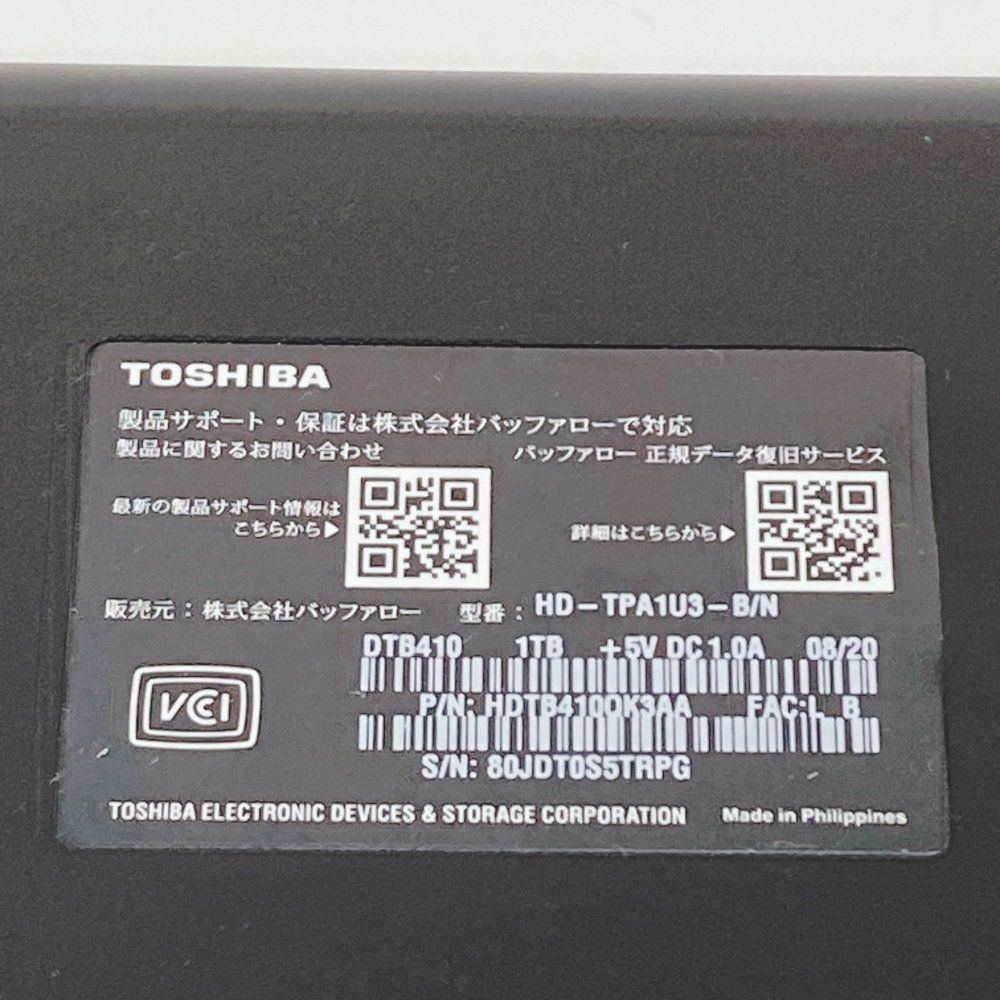 TOSHIBA
製品サポート・保証は株式会社バッファローで対応
製品に関するお問い合わせ
バッファロー 正規データ復旧サービス
最新の製品サポート情報は
こちらから▶
詳細はこちらから▶
販売元：株式会社バッファロー 型番：HD-TPA1U3-B/N
DTB410 1TB +5V DC 1.0A 08/20
P/N: HDTB410OK3AA FAC:L B
S/N: 80JDT0S5TRPG
VCCI
TOSHIBA ELECTRONIC DEVICES & STORAGE CORPORATION Made in Philippines